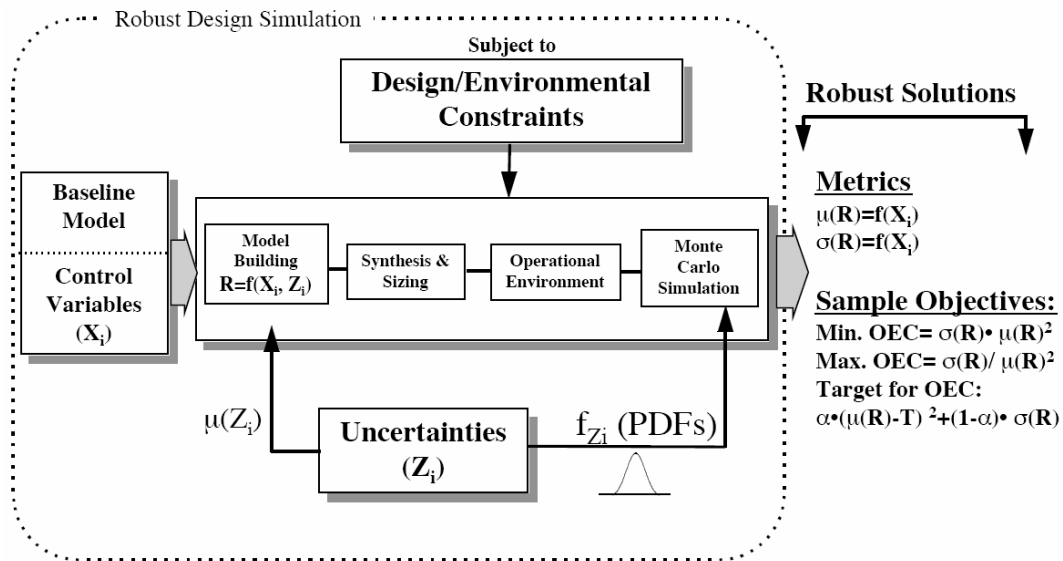 Robust Design Simulation
Subject to
Design/Environmental
Constraints
Robust Solutions
Baseline
Model
Control
Variables
(Xᵢ)
Model
Building
R=f(Xᵢ, Zᵢ)
Synthesis &
Sizing
Operational
Environment
Monte
Carlo
Simulation
Metrics
μ(R)=f(Xᵢ)
σ(R)=f(Xᵢ)
Sample Objectives:
Min. OEC= σ(R)• μ(R)²
Max. OEC= σ(R)/ μ(R)²
Target for OEC:
α•(μ(R)-T) ²+(1-α)• σ(R)
μ(Zᵢ)
Uncertainties
(Zᵢ)
f_Zi (PDFs)